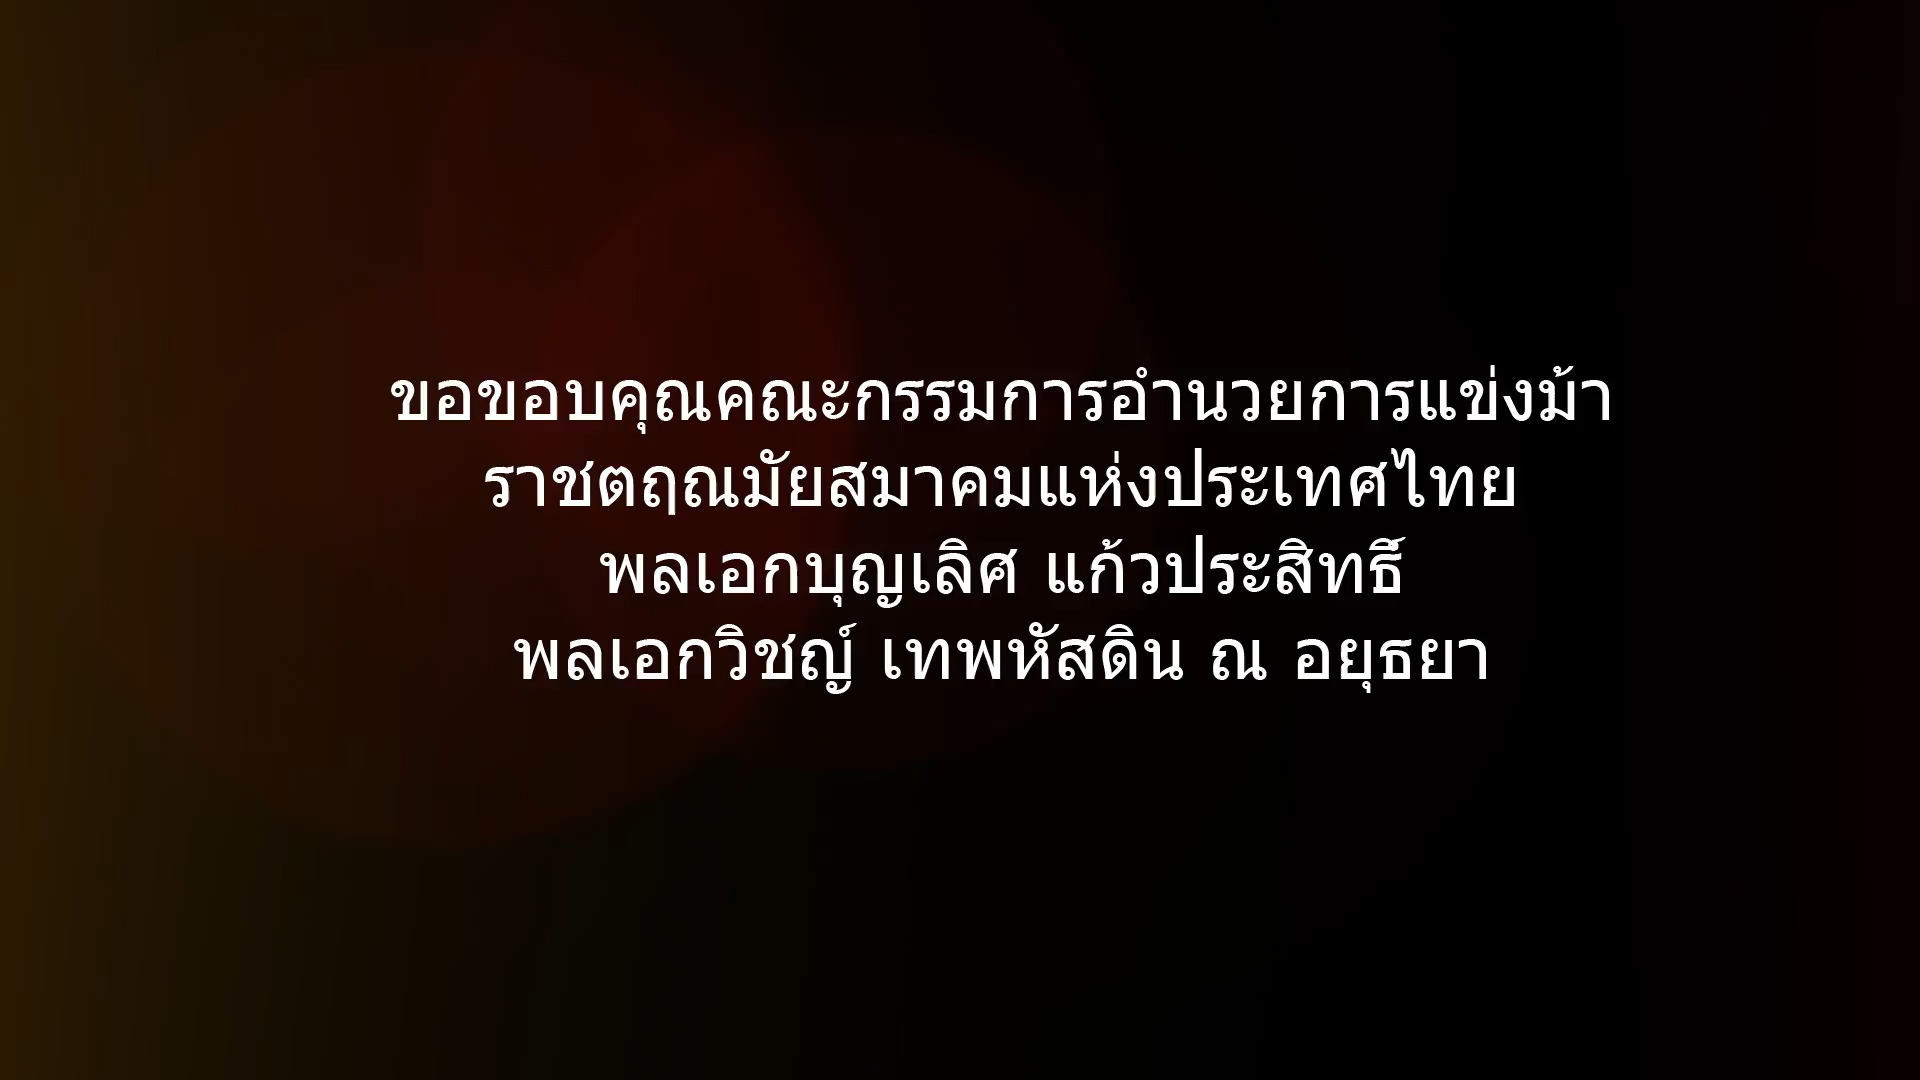 ขอขอบคุณคณะกรรมการอำนวยการแข่งม้า
ราชตฤณมัยสมาคมแห่งประเทศไทย
พลเอกบุญเลิศ แก้วประสิทธิ์
พลเอกวิชญ์ เทพหัสดิน ณ อยุธยา